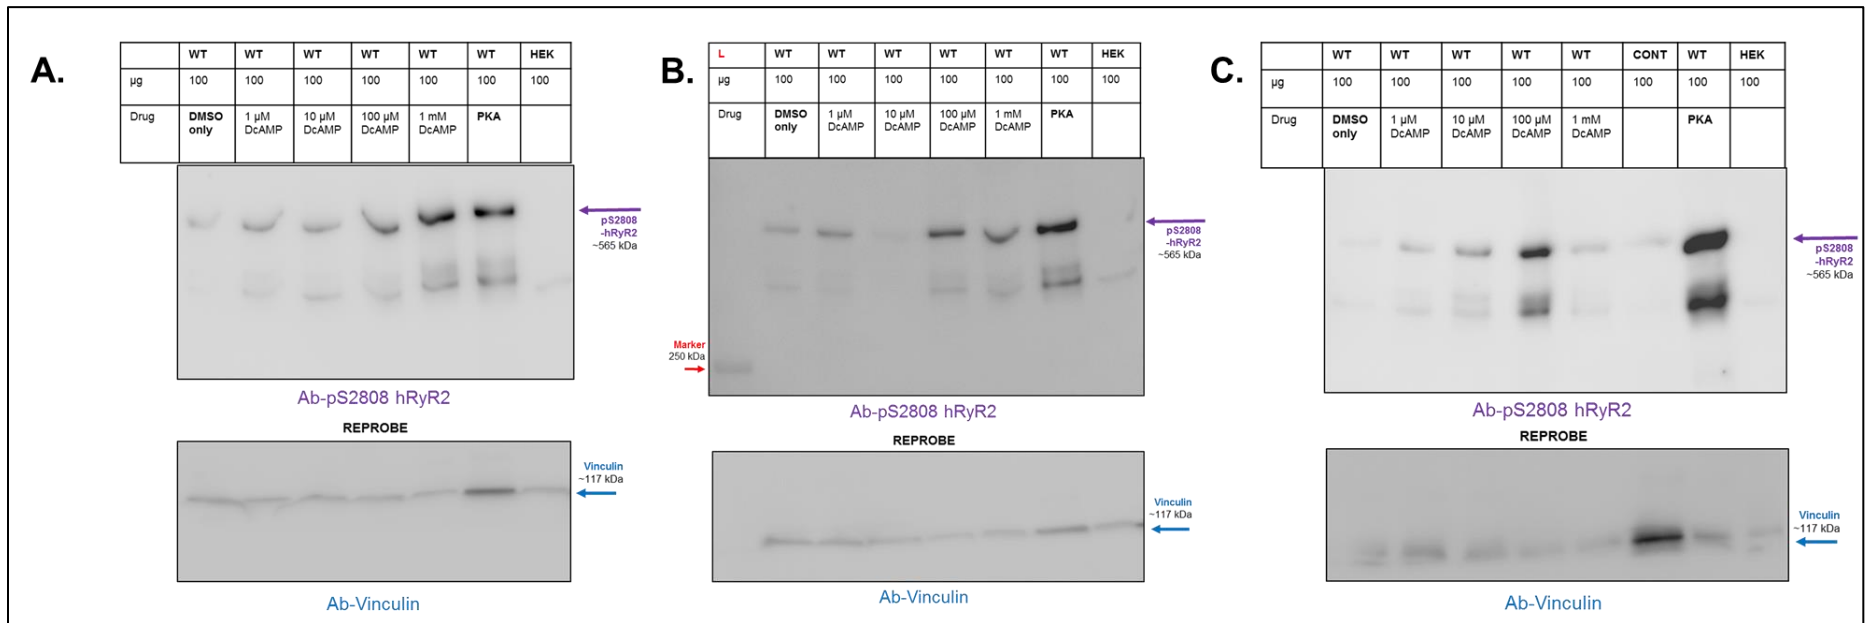 A.
WT WT WT WT WT WT HEK
µg 100 100 100 100 100 100 100
Drug DMSO only 1 µM DcAMP 10 µM DcAMP 100 µM DcAMP 1 mM DcAMP PKA
pS2808
-hRyR2
~565 kDa
Ab-pS2808 hRyR2
REPROBE
Vinculin
~117 kDa
Ab-Vinculin
B.
L WT WT WT WT WT WT HEK
µg 100 100 100 100 100 100 100
Drug DMSO only 1 µM DcAMP 10 µM DcAMP 100 µM DcAMP 1 mM DcAMP PKA
pS2808
-hRyR2
~565 kDa
Marker
250 kDa
Ab-pS2808 hRyR2
REPROBE
Vinculin
~117 kDa
Ab-Vinculin
C.
WT WT WT WT WT CONT WT HEK
µg 100 100 100 100 100 100 100 100
Drug DMSO only 1 µM DcAMP 10 µM DcAMP 100 µM DcAMP 1 mM DcAMP PKA
pS2808
-hRyR2
~565 kDa
Ab-pS2808 hRyR2
REPROBE
Vinculin
~117 kDa
Ab-Vinculin